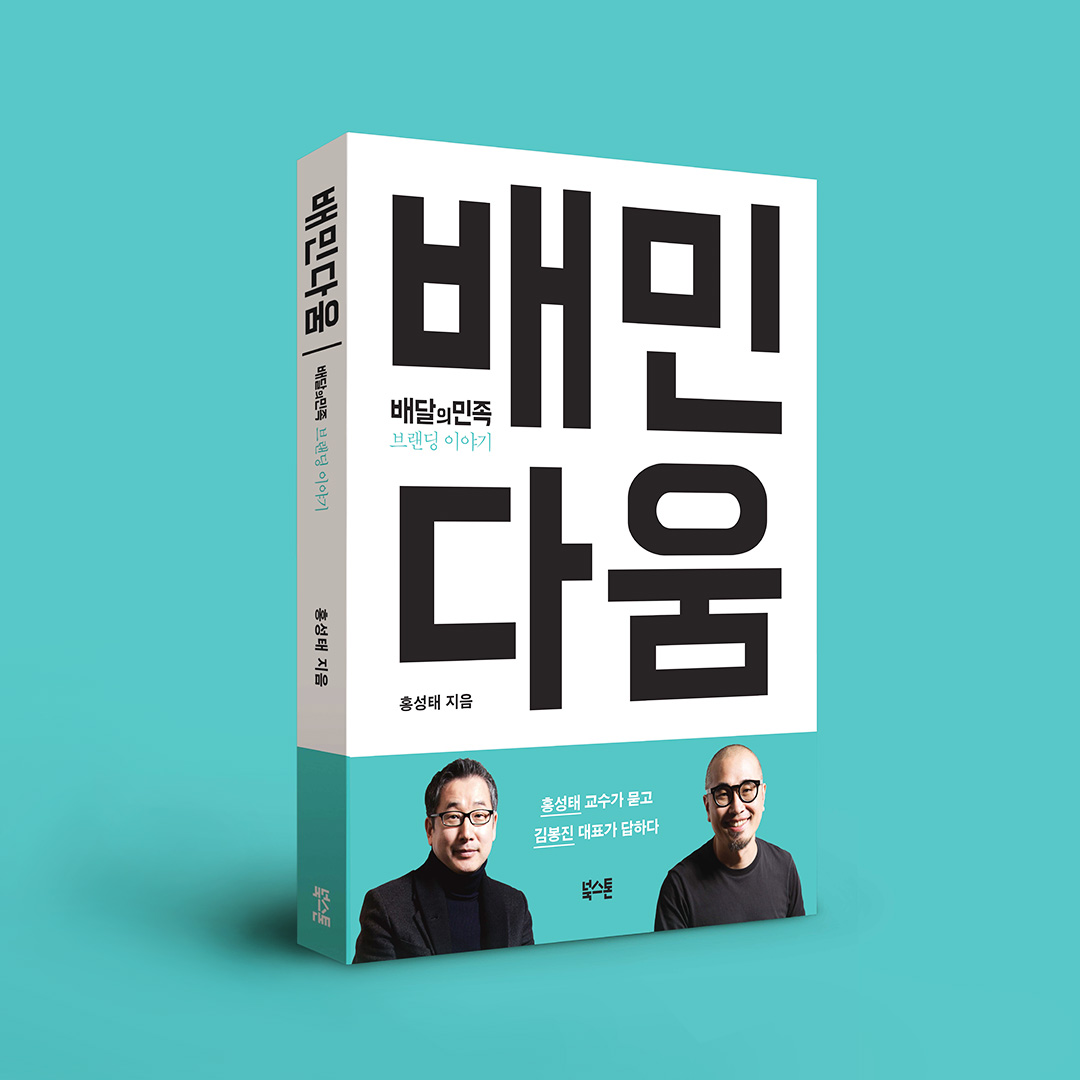 배민다움
배달의민족 브랜딩 이야기
홍성태 지음
북스톤
배민
배달의민족
브랜딩 이야기
다움
홍성태 지음
홍성태 교수가 묻고
김봉진 대표가 답하다
북스톤